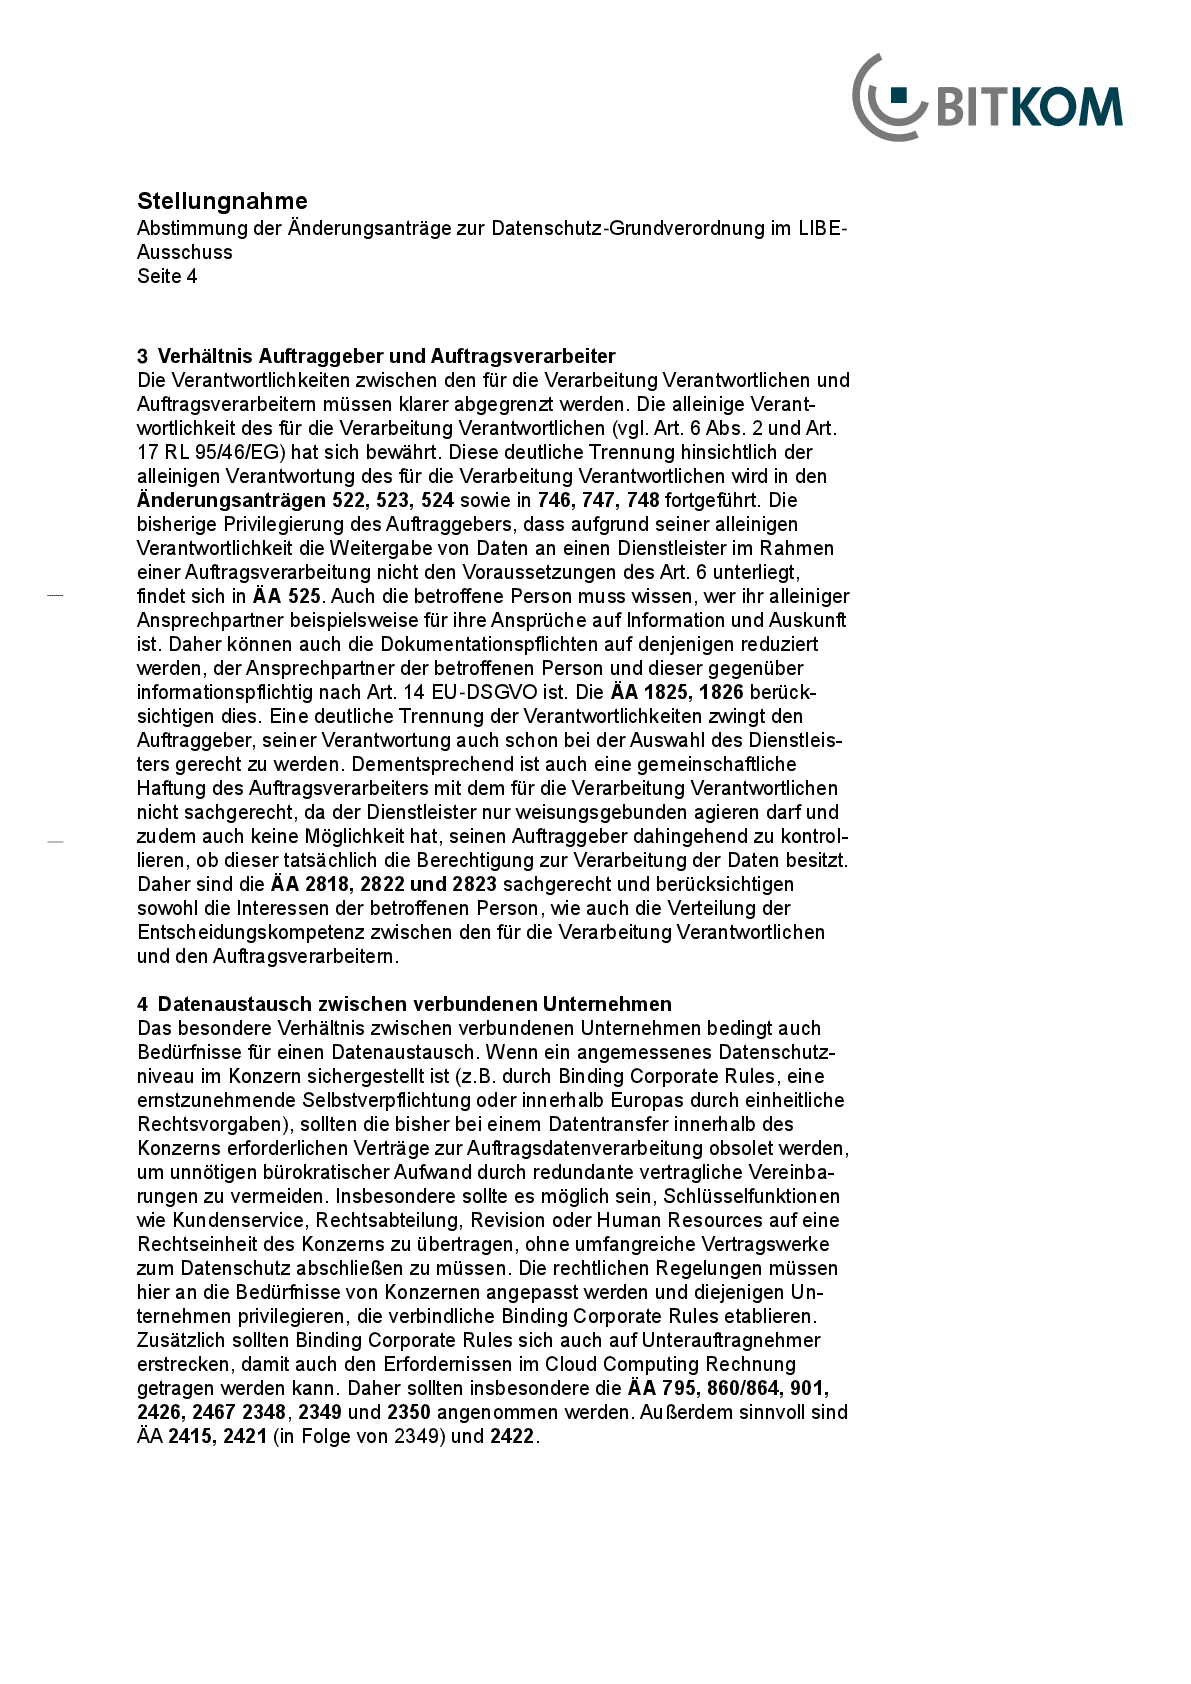 BITKOM
Stellungnahme
Abstimmung der Änderungsanträge zur Datenschutz-Grundverordnung im LIBE-
Ausschuss
Seite 4
3 Verhältnis Auftraggeber und Auftragsverarbeiter
Die Verantwortlichkeiten zwischen den für die Verarbeitung Verantwortlichen und
Auftragsverarbeitern müssen klarer abgegrenzt werden. Die alleinige Verant-
wortlichkeit des für die Verarbeitung Verantwortlichen (vgl. Art. 6 Abs. 2 und Art.
17 RL 95/46/EG) hat sich bewährt. Diese deutliche Trennung hinsichtlich der
alleinigen Verantwortung des für die Verarbeitung Verantwortlichen wird in den
Änderungsanträgen 522, 523, 524 sowie in 746, 747, 748 fortgeführt. Die
bisherige Privilegierung des Auftraggebers, dass aufgrund seiner alleinigen
Verantwortlichkeit die Weitergabe von Daten an einen Dienstleister im Rahmen
einer Auftragsverarbeitung nicht den Voraussetzungen des Art. 6 unterliegt,
findet sich in ÄA 525. Auch die betroffene Person muss wissen, wer ihr alleiniger
Ansprechpartner beispielsweise für ihre Ansprüche auf Information und Auskunft
ist. Daher können auch die Dokumentationspflichten auf denjenigen reduziert
werden, der Ansprechpartner der betroffenen Person und dieser gegenüber
informationspflichtig nach Art. 14 EU-DSGVO ist. Die ÄA 1825, 1826 berück-
sichtigen dies. Eine deutliche Trennung der Verantwortlichkeiten zwingt den
Auftraggeber, seiner Verantwortung auch schon bei der Auswahl des Dienstleis-
ters gerecht zu werden. Dementsprechend ist auch eine gemeinschaftliche
Haftung des Auftragsverarbeiters mit dem für die Verarbeitung Verantwortlichen
nicht sachgerecht, da der Dienstleister nur weisungsgebunden agieren darf und
zudem auch keine Möglichkeit hat, seinen Auftraggeber dahingehend zu kontrol-
lieren, ob dieser tatsächlich die Berechtigung zur Verarbeitung der Daten besitzt.
Daher sind die ÄA 2818, 2822 und 2823 sachgerecht und berücksichtigen
sowohl die Interessen der betroffenen Person, wie auch die Verteilung der
Entscheidungskompetenz zwischen den für die Verarbeitung Verantwortlichen
und den Auftragsverarbeitern.
4 Datenaustausch zwischen verbundenen Unternehmen
Das besondere Verhältnis zwischen verbundenen Unternehmen bedingt auch
Bedürfnisse für einen Datenaustausch. Wenn ein angemessenes Datenschutz-
niveau im Konzern sichergestellt ist (z.B. durch Binding Corporate Rules, eine
ernstzunehmende Selbstverpflichtung oder innerhalb Europas durch einheitliche
Rechtsvorgaben), sollten die bisher bei einem Datentransfer innerhalb des
Konzerns erforderlichen Verträge zur Auftragsdatenverarbeitung obsolet werden,
um unnötigen bürokratischer Aufwand durch redundante vertragliche Vereinba-
rungen zu vermeiden. Insbesondere sollte es möglich sein, Schlüsselfunktionen
wie Kundenservice, Rechtsabteilung, Revision oder Human Resources auf eine
Rechtseinheit des Konzerns zu übertragen, ohne umfangreiche Vertragswerke
zum Datenschutz abschließen zu müssen. Die rechtlichen Regelungen müssen
hier an die Bedürfnisse von Konzernen angepasst werden und diejenigen Un-
ternehmen privilegieren, die verbindliche Binding Corporate Rules etablieren.
Zusätzlich sollten Binding Corporate Rules sich auch auf Unterauftragnehmer
erstrecken, damit auch den Erfordernissen im Cloud Computing Rechnung
getragen werden kann. Daher sollten insbesondere die ÄA 795, 860/864, 901,
2426, 2467 2348, 2349 und 2350 angenommen werden. Außerdem sinnvoll sind
ÄA 2415, 2421 (in Folge von 2349) und 2422.